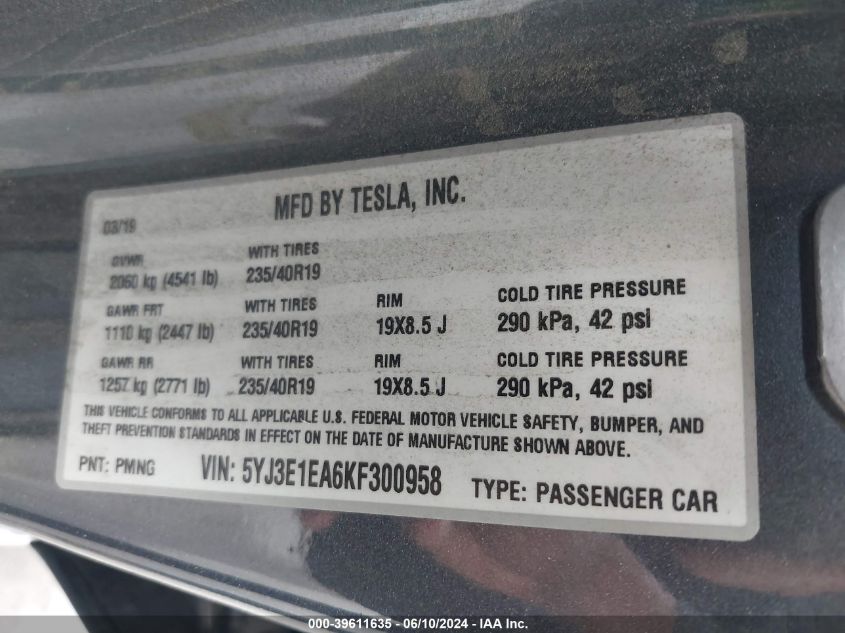 MFD BY TESLA, INC.
03/19
GVWR WITH TIRES
2060 kg (4541 lb) 235/40R19
GAWR FRT WITH TIRES RIM COLD TIRE PRESSURE
1110 kg (2447 lb) 235/40R19 19X8.5 J 290 kPa, 42 psi
GAWR RR WITH TIRES RIM COLD TIRE PRESSURE
1257 kg (2771 lb) 235/40R19 19X8.5 J 290 kPa, 42 psi
THIS VEHICLE CONFORMS TO ALL APPLICABLE U.S. FEDERAL MOTOR VEHICLE SAFETY, BUMPER, AND
THEFT PREVENTION STANDARDS IN EFFECT ON THE DATE OF MANUFACTURE SHOWN ABOVE.
PNT: PMNG VIN: 5YJ3E1EA6KF300958 TYPE: PASSENGER CAR
000-39611635 - 06/10/2024 - IAA Inc.